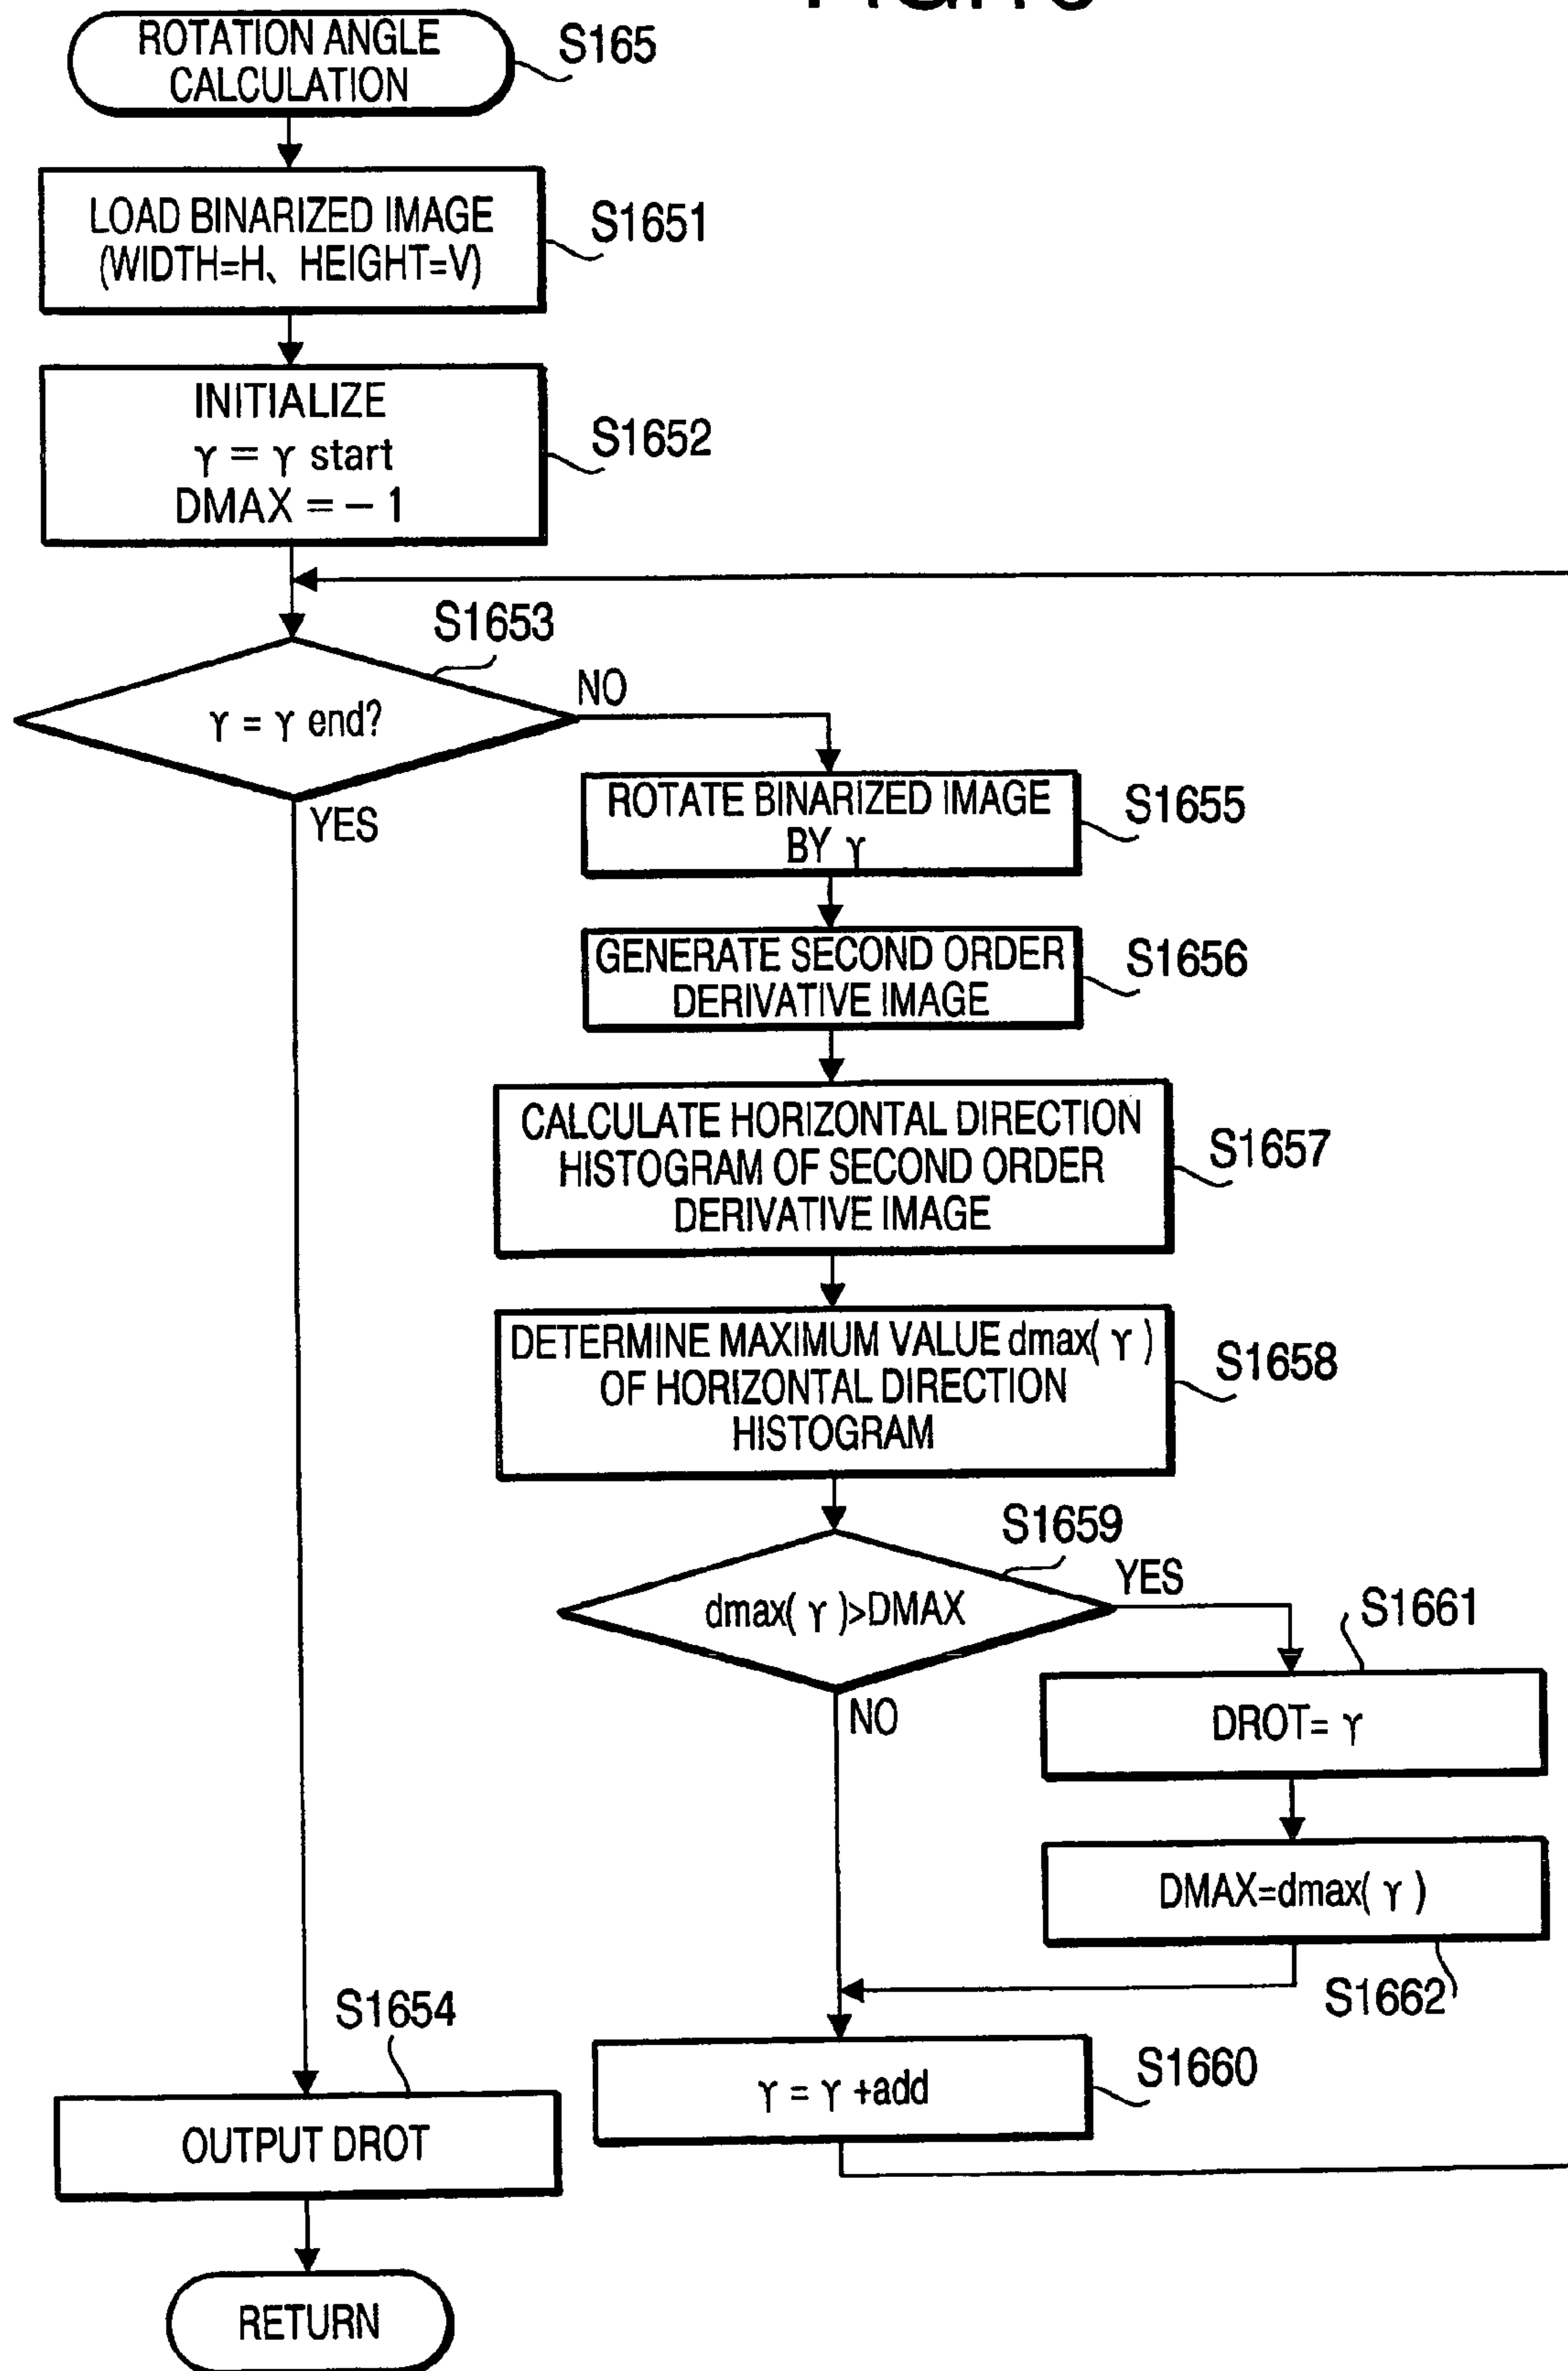 ROTATION ANGLE
CALCULATION
S165
LOAD BINARIZED IMAGE
(WIDTH=H、HEIGHT=V)
S1651
INITIALIZE
γ = γ start
DMAX = − 1
S1652
S1653
γ = γ end?
NO
YES
ROTATE BINARIZED IMAGE
BY γ
S1655
GENERATE SECOND ORDER
DERIVATIVE IMAGE
S1656
CALCULATE HORIZONTAL DIRECTION
HISTOGRAM OF SECOND ORDER
DERIVATIVE IMAGE
S1657
DETERMINE MAXIMUM VALUE dmax( γ )
OF HORIZONTAL DIRECTION
HISTOGRAM
S1658
S1659
dmax( γ )>DMAX
YES
NO
S1661
DROT= γ
DMAX=dmax( γ )
S1662
S1654
OUTPUT DROT
γ = γ +add
S1660
RETURN